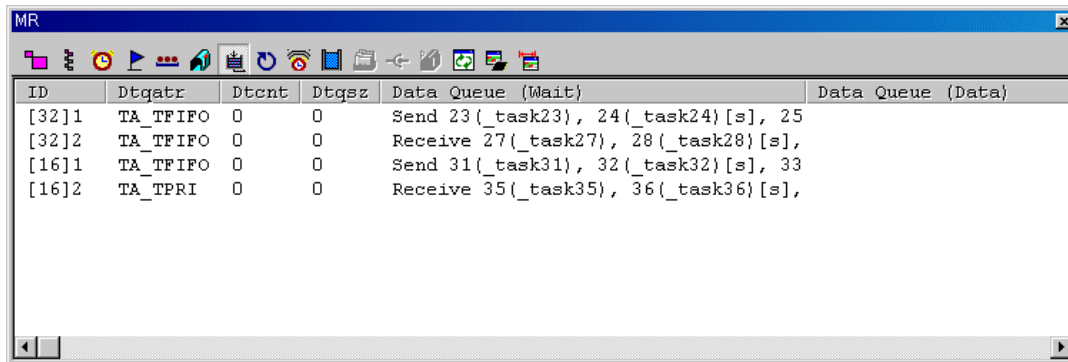 MR
ID Dtqatr Dtcnt Dtqsz Data Queue (Wait) Data Queue (Data)
[32]1 TA_TFIFO 0 0 Send 23(_task23), 24(_task24)[s], 25
[32]2 TA_TFIFO 0 0 Receive 27(_task27), 28(_task28)[s],
[16]1 TA_TFIFO 0 0 Send 31(_task31), 32(_task32)[s], 33
[16]2 TA_TPRI 0 0 Receive 35(_task35), 36(_task36)[s],